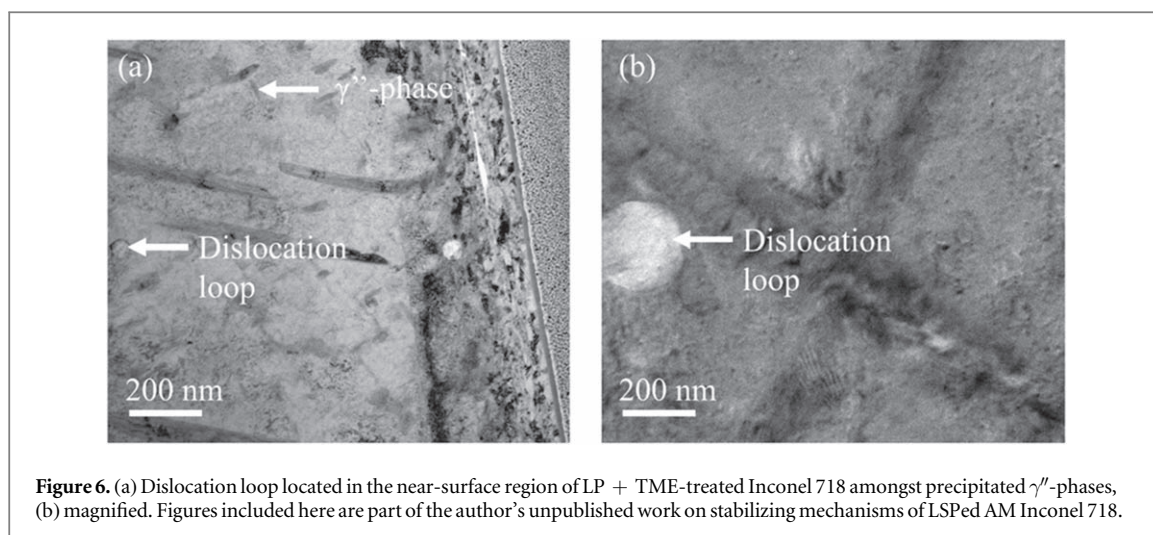 (a)
γ’’-phase
Dislocation
loop
200 nm
(b)
Dislocation
loop
200 nm
Figure 6. (a) Dislocation loop located in the near-surface region of LP + TME-treated Inconel 718 amongst precipitated γ″-phases,
(b) magnified. Figures included here are part of the author's unpublished work on stabilizing mechanisms of LSPed AM Inconel 718.